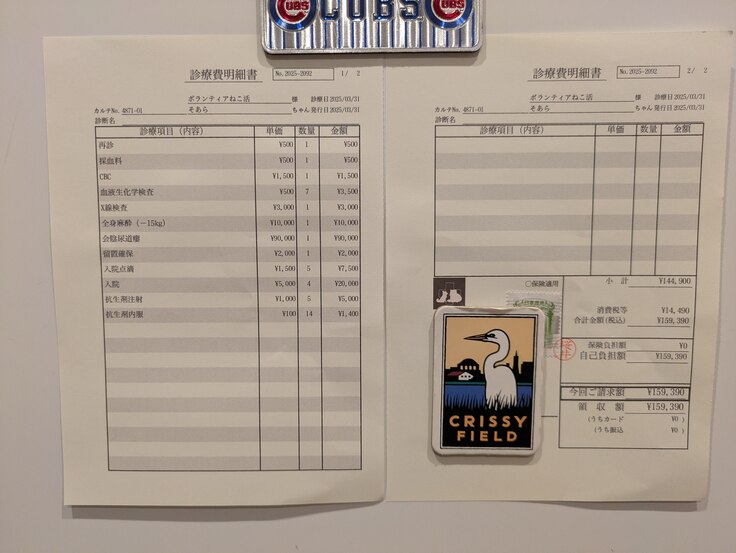 CUBS
CUBS
CUBS
診療費明細書
No.2025-2092
1/ 2
ボランティアねこ活 様 診療日2025/03/31
カルテNo. 4871-01 そあら ちゃん 発行日2025/03/31
診断名
診療項目（内容） 単価 数量 金額
再診 ¥500 1 ¥500
採血料 ¥500 1 ¥500
CBC ¥1,500 1 ¥1,500
血液生化学検査 ¥500 7 ¥3,500
X線検査 ¥3,000 1 ¥3,000
全身麻酔（－15kg） ¥10,000 1 ¥10,000
会陰尿道瘻 ¥90,000 1 ¥90,000
留置確保 ¥2,000 1 ¥2,000
入院点滴 ¥1,500 5 ¥7,500
入院 ¥5,000 4 ¥20,000
抗生剤注射 ¥1,000 5 ¥5,000
抗生剤内服 ¥100 14 ¥1,400
診療費明細書
No.2025-2092
2/ 2
ボランティアねこ活 様 診療日2025/03/31
カルテNo. 4871-01 そあら ちゃん 発行日2025/03/31
診断名
診療項目（内容） 単価 数量 金額
○保険適用
小 計 ¥144,900
消費税等 ¥14,490
合計金額(税込) ¥159,390
保険負担額 ¥0
自己負担額 ¥159,390
今回ご請求額 ¥159,390
領 収 額 ¥159,390
(うちカード ¥0 )
(うち振込 ¥0 )
CRISSY
FIELD